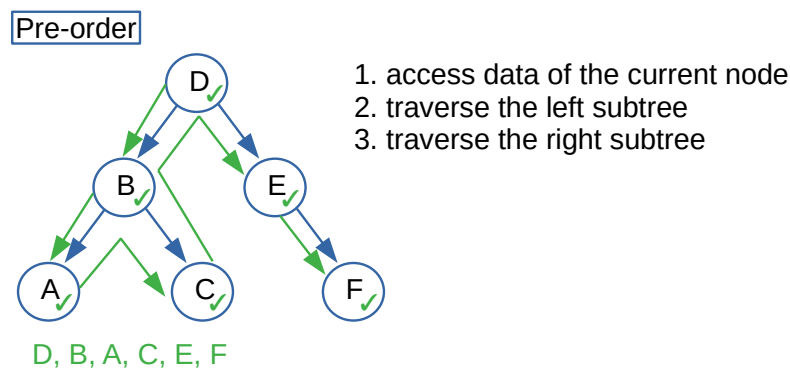 Pre-order
D
1. access data of the current node
2. traverse the left subtree
3. traverse the right subtree
B
E
A
C
F
D, B, A, C, E, F